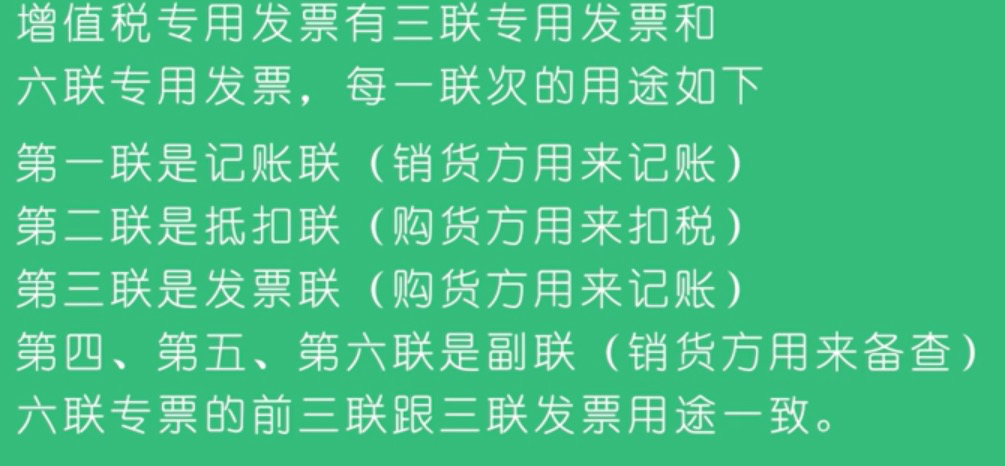 增值税专用发票有三联专用发票和
六联专用发票，每一联次的用途如下
第一联是记账联（销货方用来记账）
第二联是抵扣联（购货方用来扣税）
第三联是发票联（购货方用来记账）
第四、第五、第六联是副联（销货方用来备查）
六联专票的前三联跟三联发票用途一致。